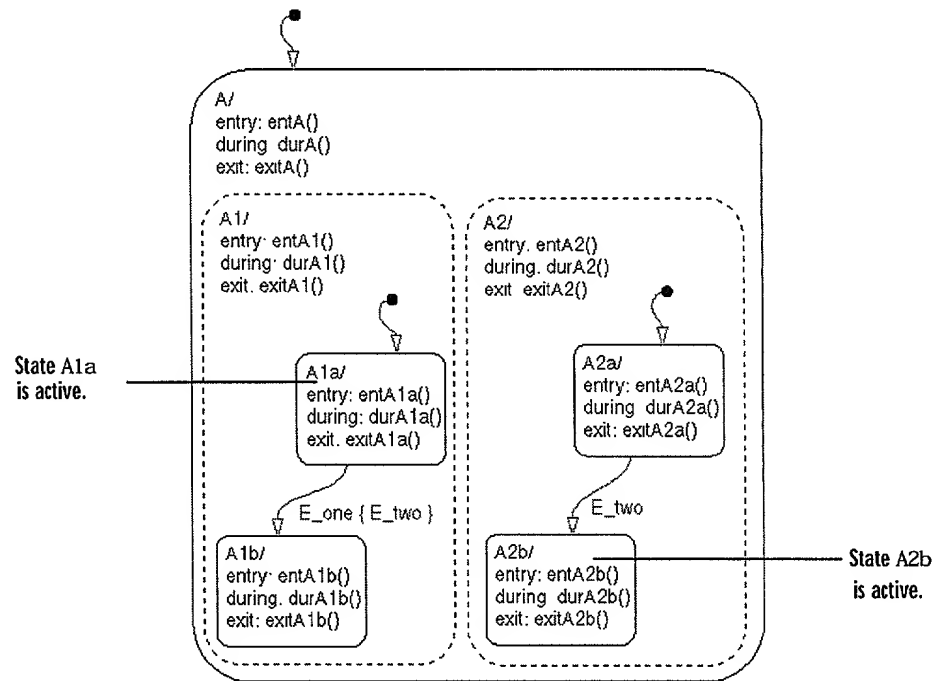 A/
entry: entA()
during durA()
exit: exitA()
A1/
entry· entA1()
during· durA1()
exit. exitA1()
A2/
entry. entA2()
during. durA2()
exit exitA2()
State A1a
is active.
A1a/
entry: entA1a()
during: durA1a()
exit. exitA1a()
A2a/
entry: entA2a()
during durA2a()
exit: exitA2a()
E_one { E_two }
E_two
A1b/
entry· entA1b()
during. durA1b()
exit: exitA1b()
A2b/
entry: entA2b()
during durA2b()
exit: exitA2b()
State A2b
is active.